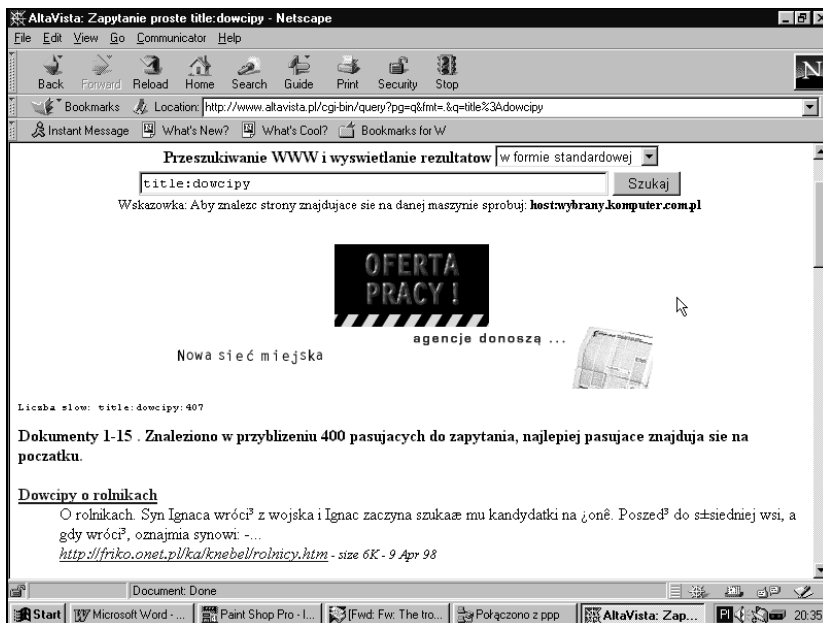 AltaVista: Zapytanie proste title:dowcipy - Netscape
File Edit View Go Communicator Help
Back Forward Reload Home Search Guide Print Security Stop
N
Bookmarks Location: http://www.altavista.pl/cgi-bin/query?pg=q&fmt=.&q=title%3Adowcipy
Instant Message What's New? What's Cool? Bookmarks for W
Przeszukiwanie WWW i wyswietlanie rezultatow w formie standardowej
title:dowcipy Szukaj
Wskazowka: Aby znalezc strony znajdujace sie na danej maszynie sprobuj: host:wybrany.komputer.com.pl
OFERTA
PRACY !
agencje donoszą ...
Nowa sieć miejska
Liczba slow: title:dowcipy:407
Dokumenty 1-15 . Znaleziono w przyblizeniu 400 pasujacych do zapytania, najlepiej pasujace znajduja sie na
poczatku.
Dowcipy o rolnikach
O rolnikach. Syn Ignaca wróci³ z wojska i Ignac zaczyna szukaæ mu kandydatki na ¿onê. Poszed³ do s±siedniej wsi, a
gdy wróci³, oznajmia synowi: -...
http://friko.onet.pl/ka/knebel/rolnicy.htm - size 6K - 9 Apr 98
Document: Done
Start Microsoft Word - ... Paint Shop Pro - I... [Fwd: Fw: The tro... Połączono z ppp AltaVista: Zap... Pl 20:35